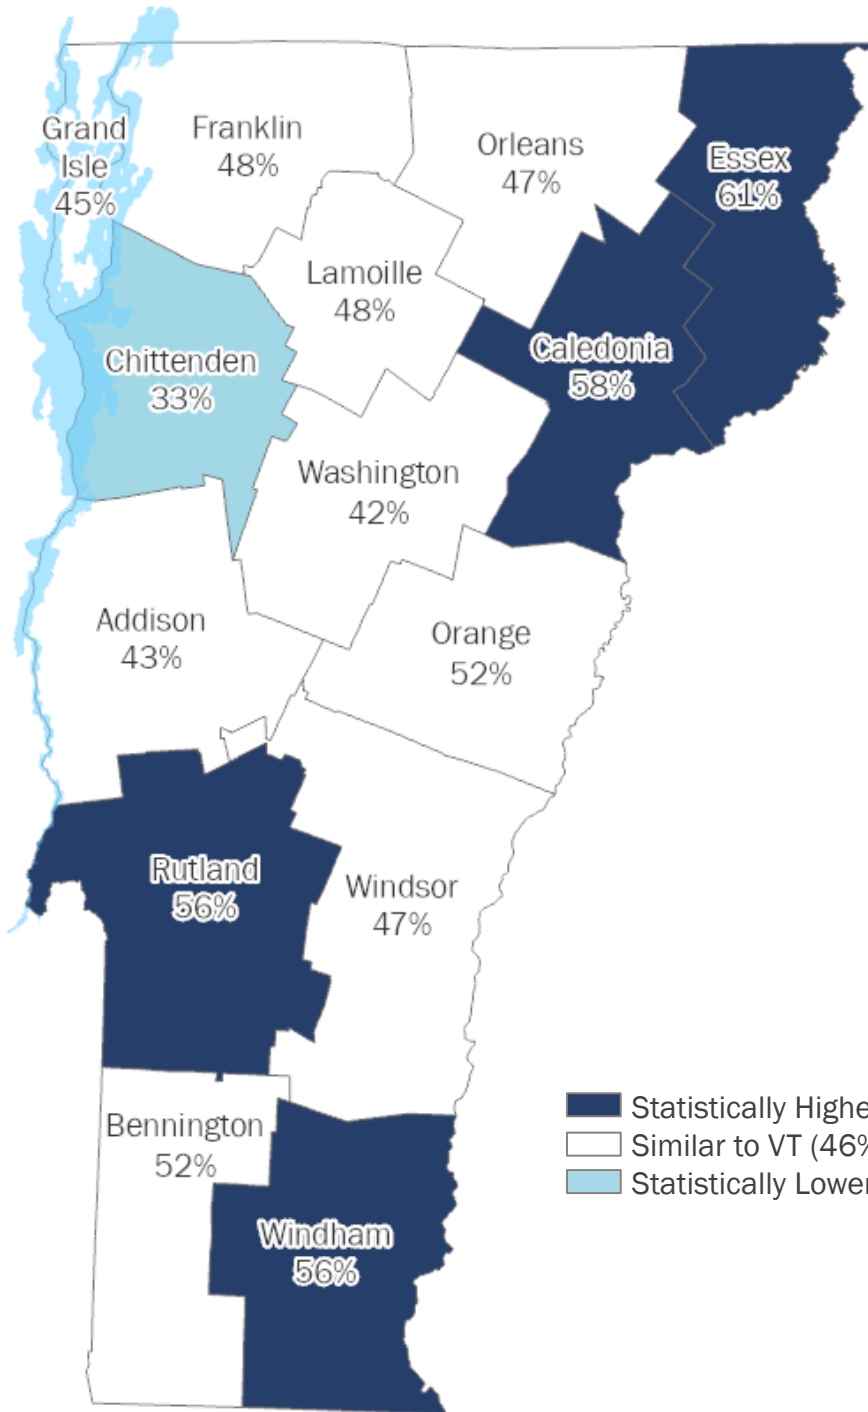 Grand
Isle
45%
Franklin
48%
Orleans
47%
Essex
61%
Lamoille
48%
Chittenden
33%
Caledonia
58%
Washington
42%
Addison
43%
Orange
52%
Rutland
56%
Windsor
47%
Bennington
52%
Windham
56%
Statistically Highe
Similar to VT (46%
Statistically Lower